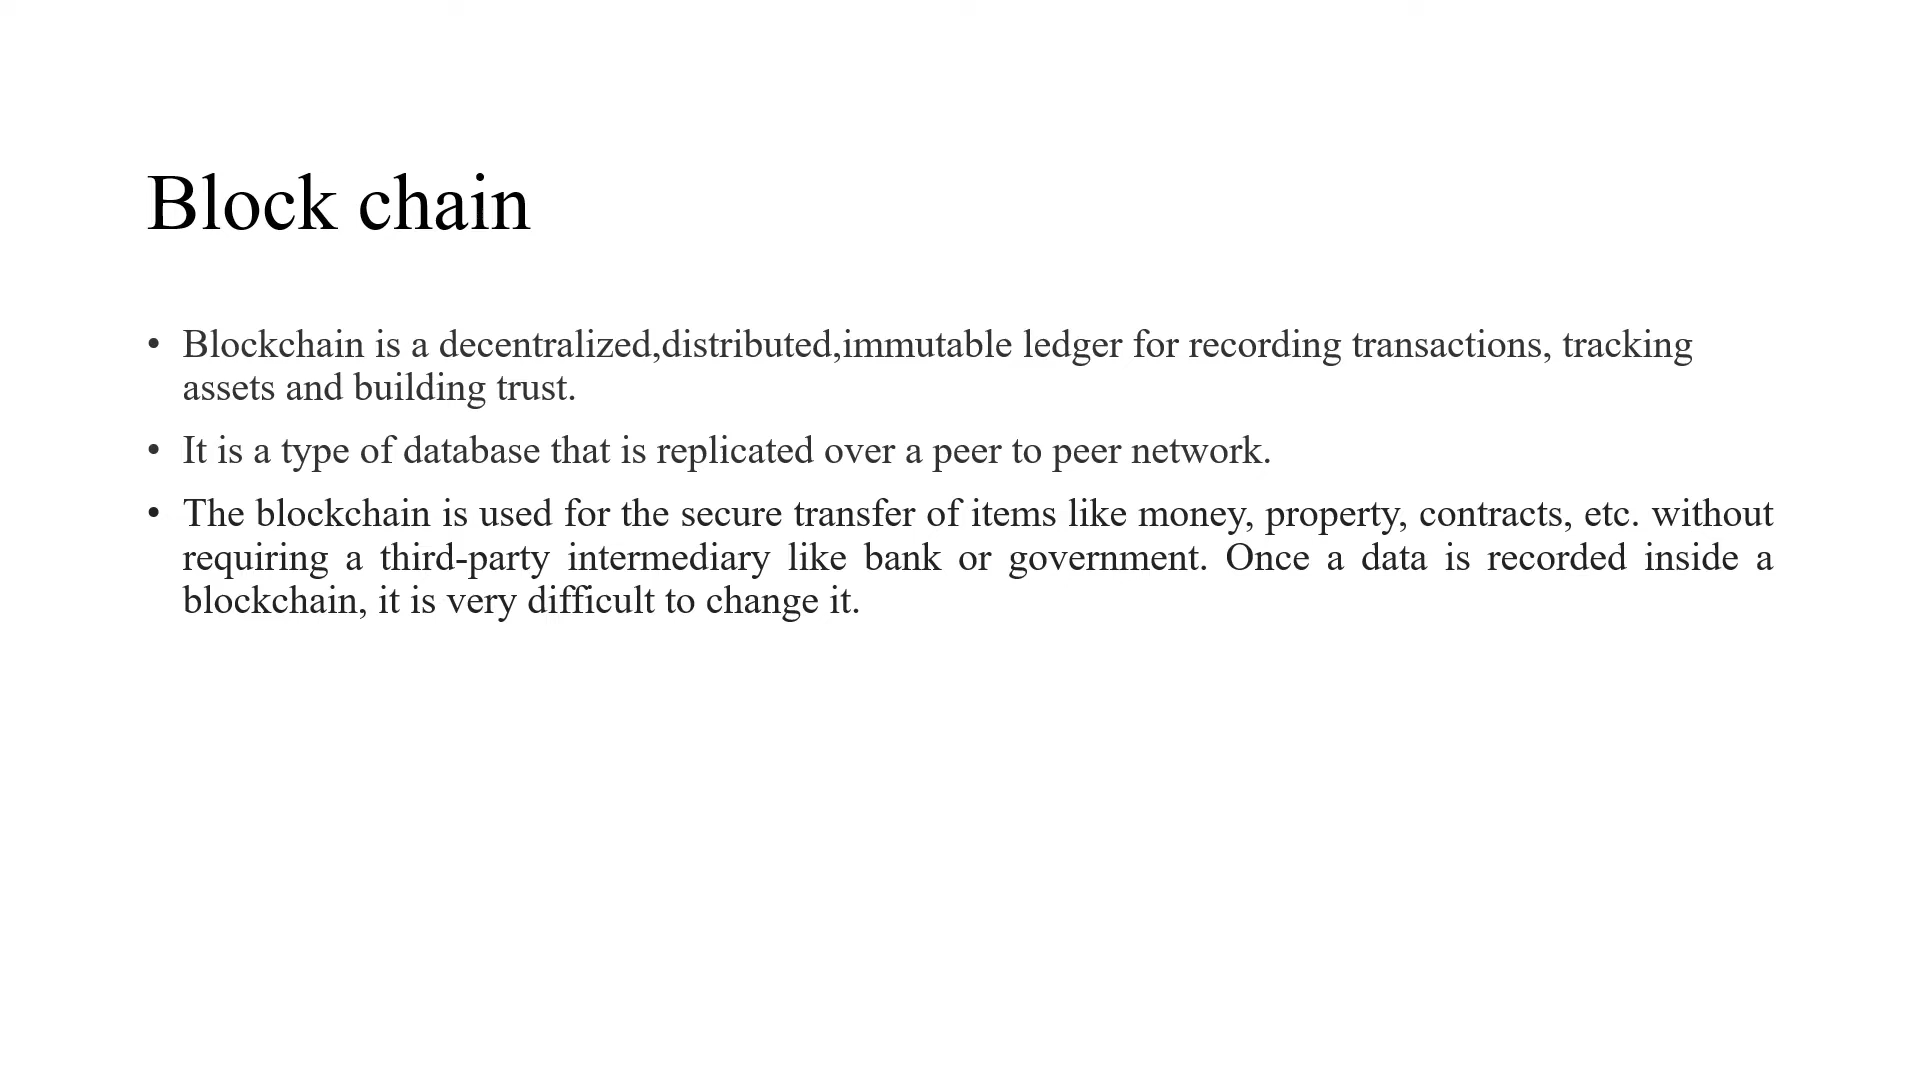 Block chain
• Blockchain is a decentralized,distributed,immutable ledger for recording transactions, tracking
assets and building trust.
• It is a type of database that is replicated over a peer to peer network.
• The blockchain is used for the secure transfer of items like money, property, contracts, etc. without
requiring a third-party intermediary like bank or government. Once a data is recorded inside a
blockchain, it is very difficult to change it.